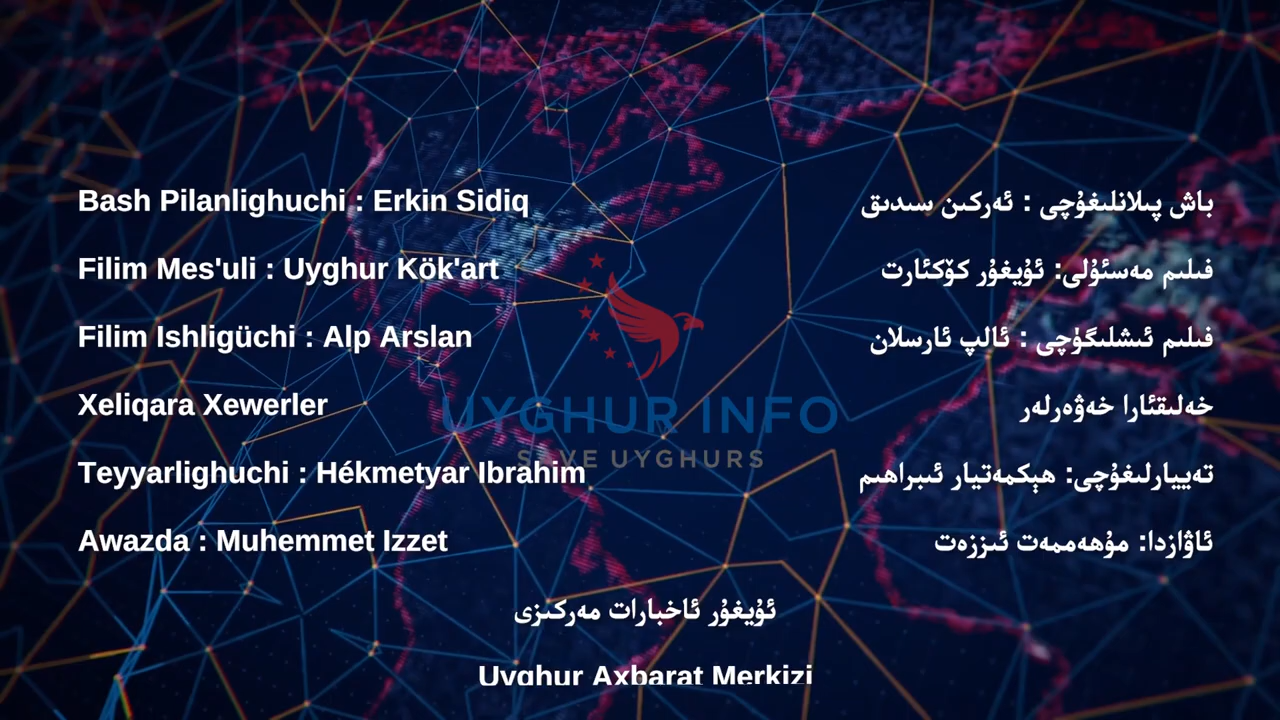 Bash Pilanlighuchi : Erkin Sidiq
باش پىلانلىغۇچى : ئەركىن سىدىق
Filim Mes'uli : Uyghur Kök'art
فىلىم مەسئۇلى: ئۇيغۇر كۆكئارت
Filim Ishligüchi : Alp Arslan
فىلىم ئىشلىگۈچى : ئالپ ئارسلان
Xeliqara Xewerler
خەلىقئارا خەۋەرلەر
UYGHUR INFO
SAVE UYGHURS
Teyyarlighuchi : Hékmetyar Ibrahim
تەييارلىغۇچى: ھېكمەتيار ئىبراھىم
Awazda : Muhemmet Izzet
ئاۋازدا: مۇھەممەت ئىززەت
ئۇيغۇر ئاخبارات مەركىزى
Uyghur Axbarat Merkizi